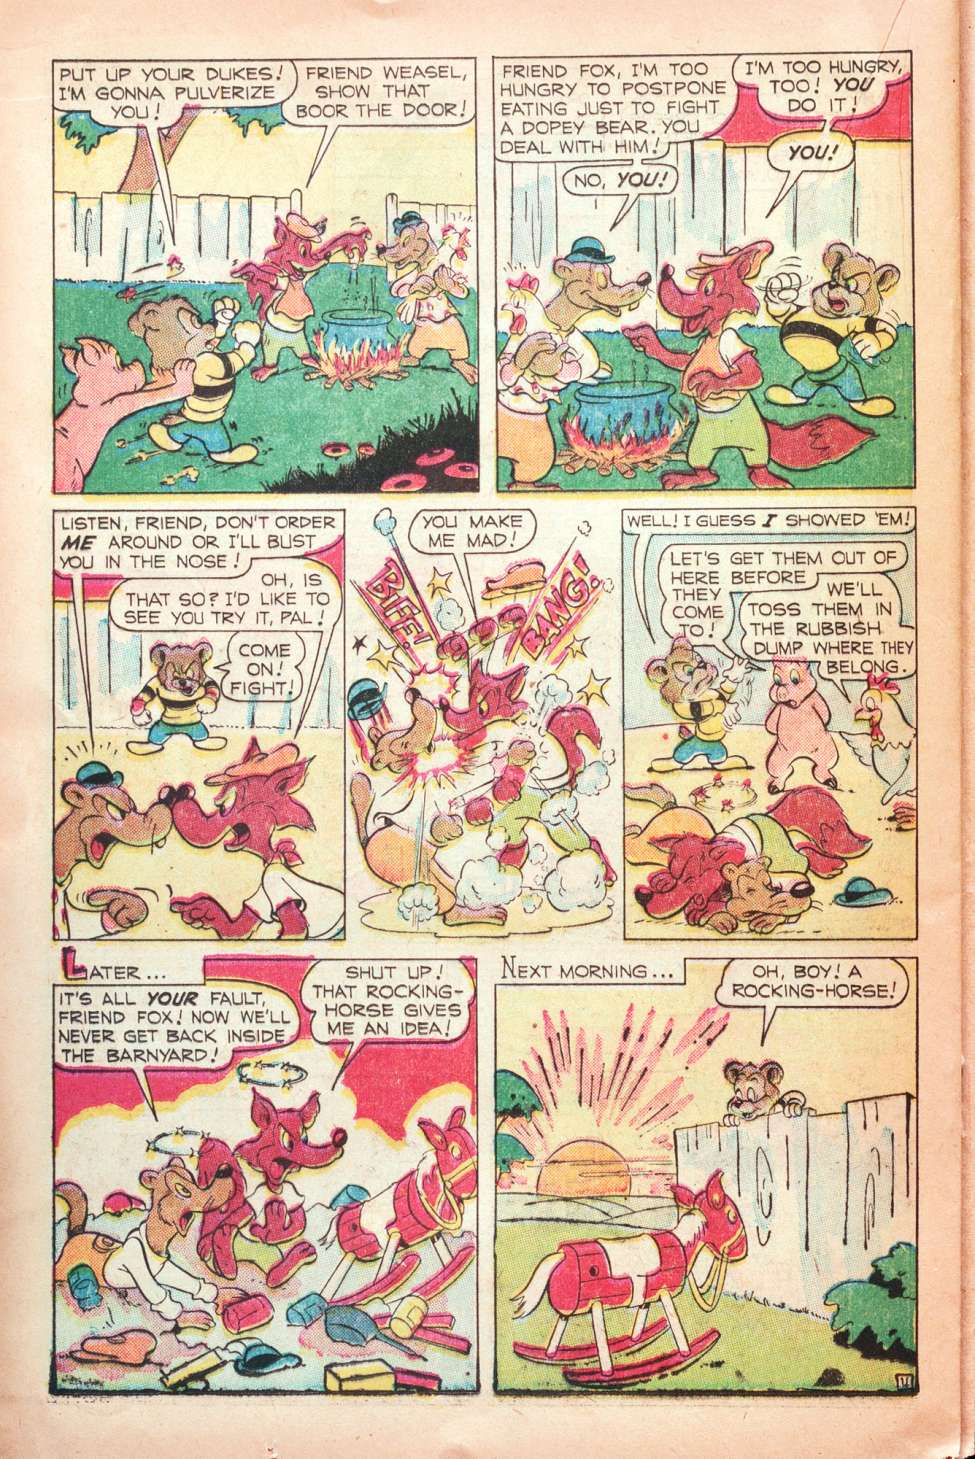 PUT UP YOUR DUKES!
I'M GONNA PULVERIZE
YOU!
FRIEND WEASEL,
SHOW THAT
BOOR THE DOOR!
FRIEND FOX, I'M TOO
HUNGRY TO POSTPONE
EATING JUST TO FIGHT
A DOPEY BEAR. YOU
DEAL WITH HIM!
NO, YOU!
I'M TOO HUNGRY,
TOO! YOU
DO IT!
YOU!
LISTEN, FRIEND, DON'T ORDER
ME AROUND OR I'LL BUST
YOU IN THE NOSE!
OH, IS
THAT SO? I'D LIKE TO
SEE YOU TRY IT, PAL!
COME
ON!
FIGHT!
YOU MAKE
ME MAD!
BIFF!
BANG!
WELL! I GUESS I SHOWED 'EM!
LET'S GET THEM OUT OF
HERE BEFORE
THEY
COME
TO!
WE'LL
TOSS THEM IN
THE RUBBISH
DUMP WHERE THEY
BELONG.
LATER...
IT'S ALL YOUR FAULT,
FRIEND FOX! NOW WE'LL
NEVER GET BACK INSIDE
THE BARNYARD!
SHUT UP!
THAT ROCKING-
HORSE GIVES
ME AN IDEA!
NEXT MORNING...
OH, BOY! A
ROCKING-HORSE!